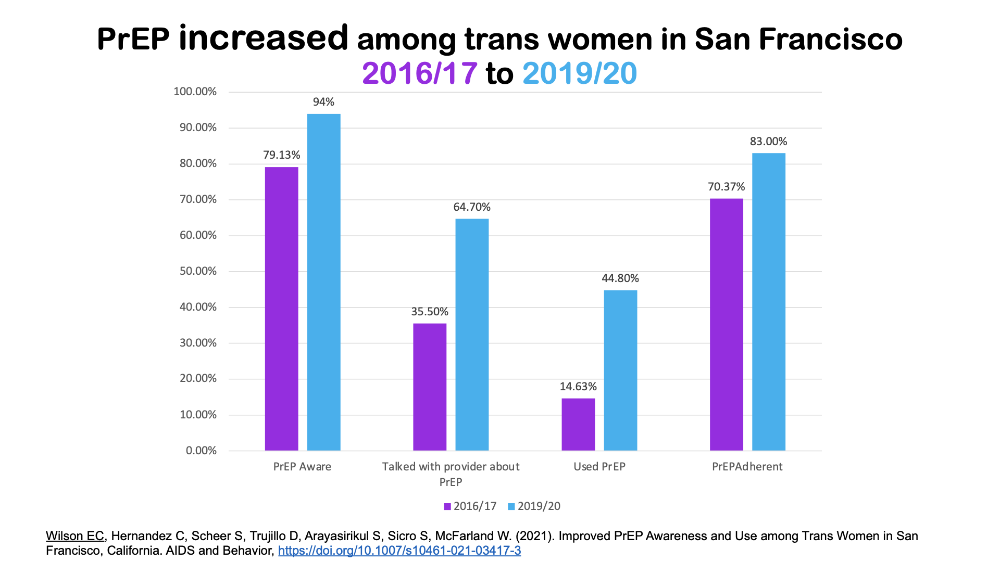 PrEP increased among trans women in San Francisco
2016/17 to 2019/20
100.00%
90.00%
80.00%
70.00%
60.00%
50.00%
40.00%
30.00%
20.00%
10.00%
0.00%
79.13%
94%
35.50%
64.70%
14.63%
44.80%
70.37%
83.00%
PrEP Aware
Talked with provider about
PrEP
Used PrEP
PrEPAdherent
2016/17 2019/20
Wilson EC, Hernandez C, Scheer S, Trujillo D, Arayasirikul S, Sicro S, McFarland W. (2021). Improved PrEP Awareness and Use among Trans Women in San
Francisco, California. AIDS and Behavior, https://doi.org/10.1007/s10461-021-03417-3